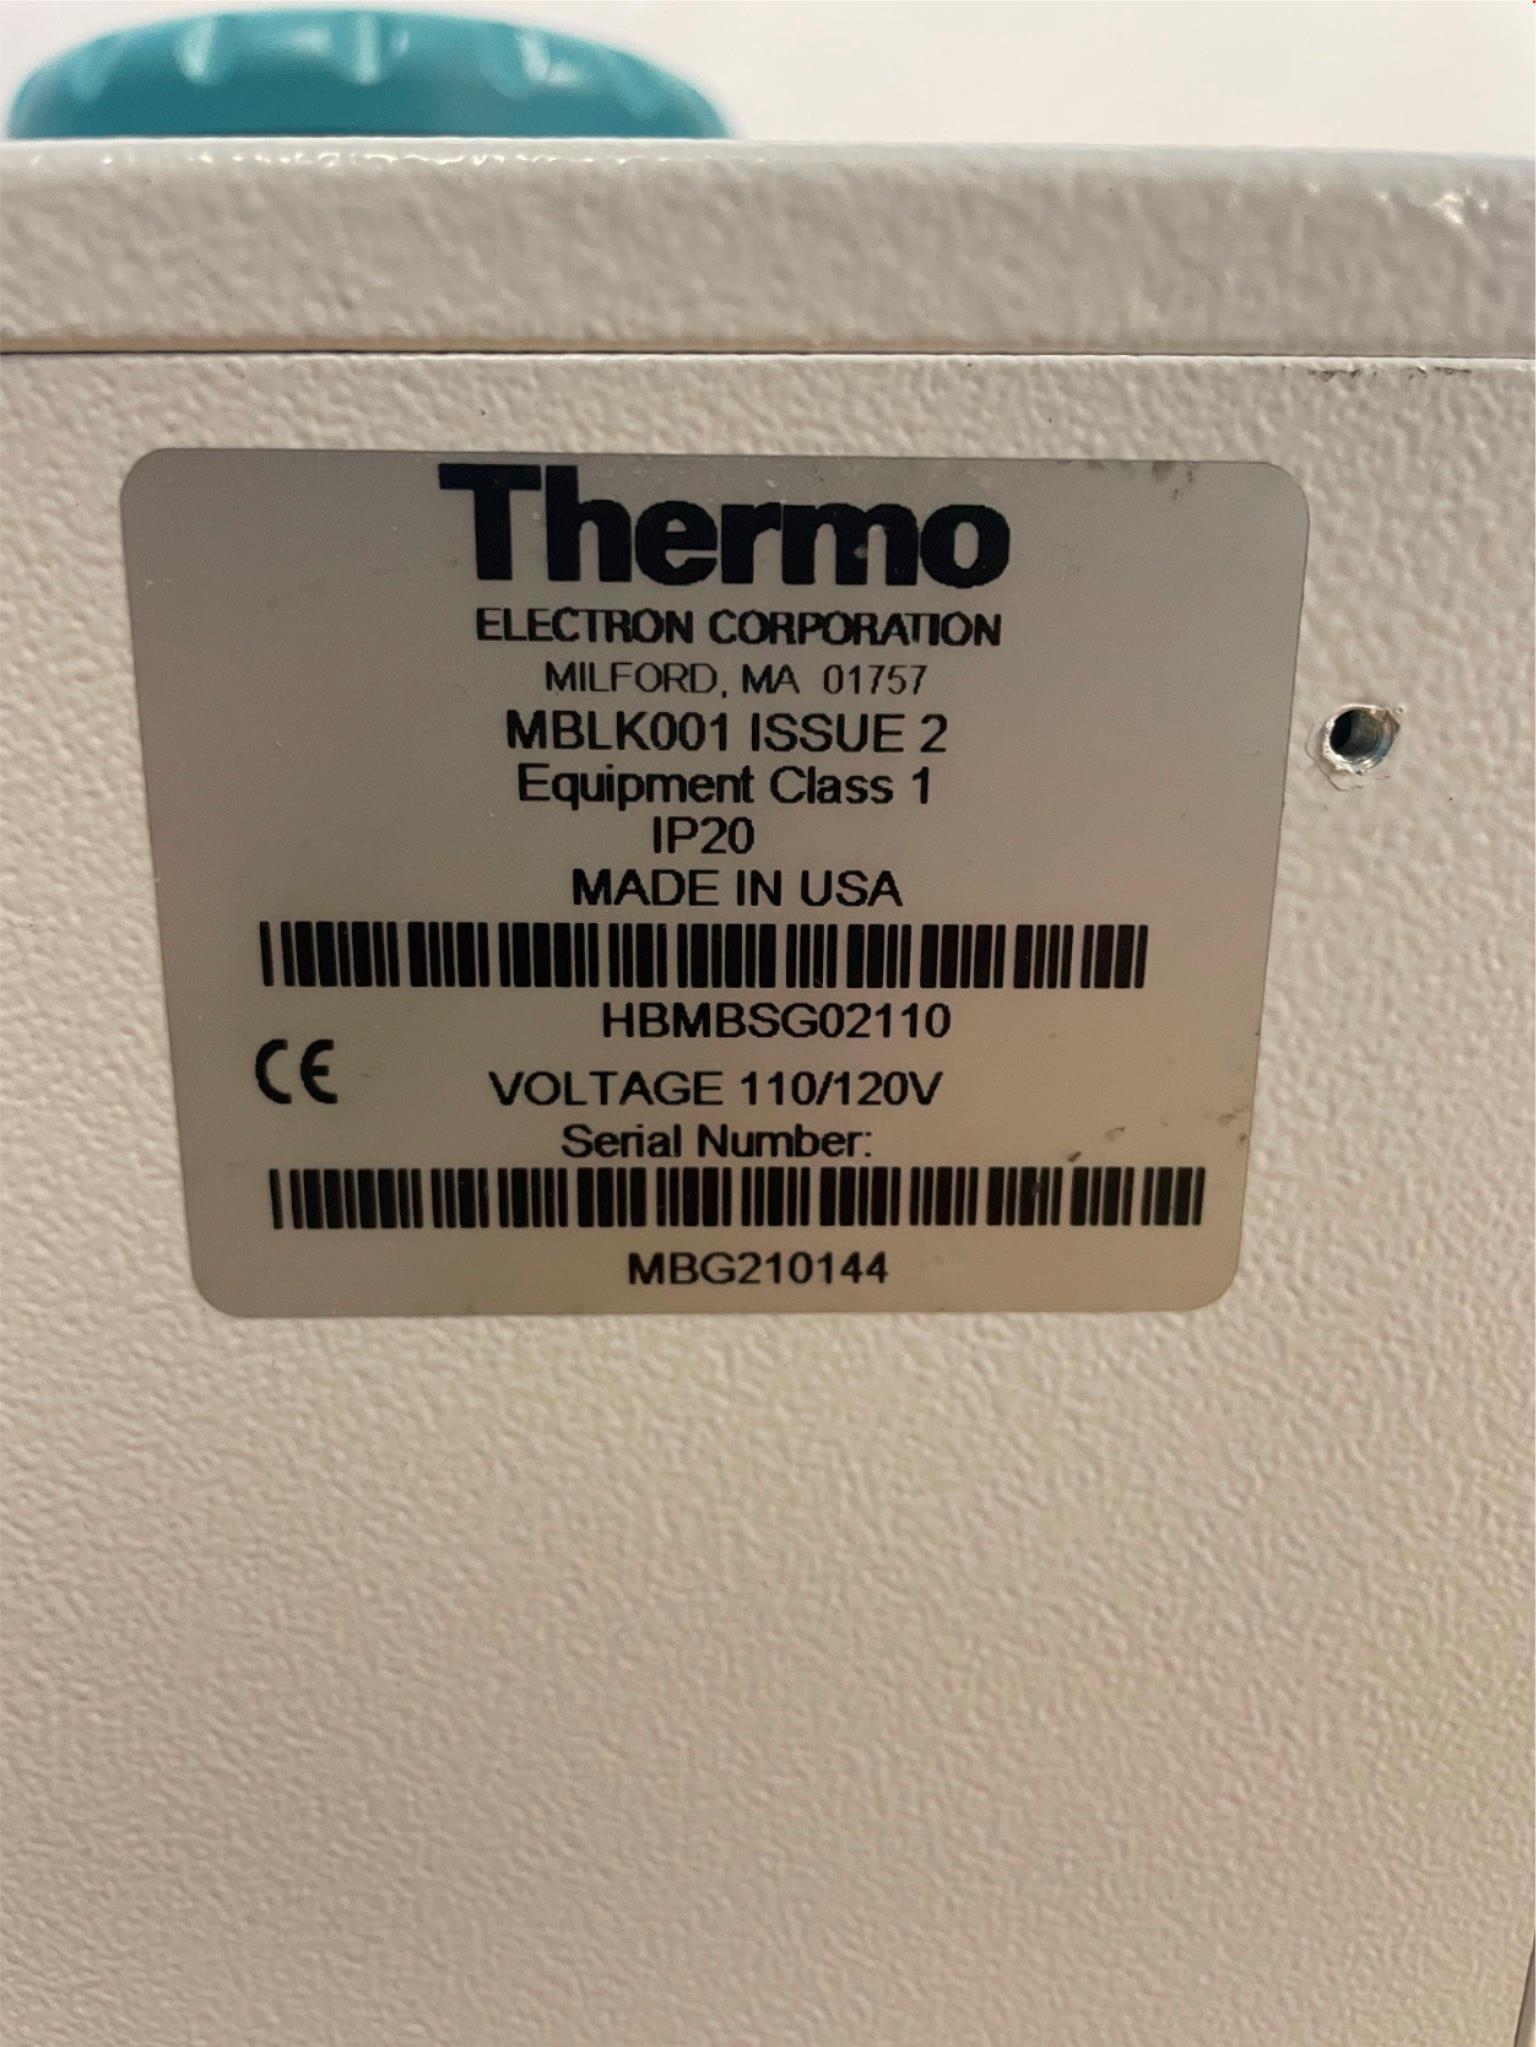 Thermo
ELECTRON CORPORATION
MILFORD, MA 01757
MBLK001 ISSUE 2
Equipment Class 1
IP20
MADE IN USA
HBMBSG02110
CE VOLTAGE 110/120V
Serial Number:
MBG210144